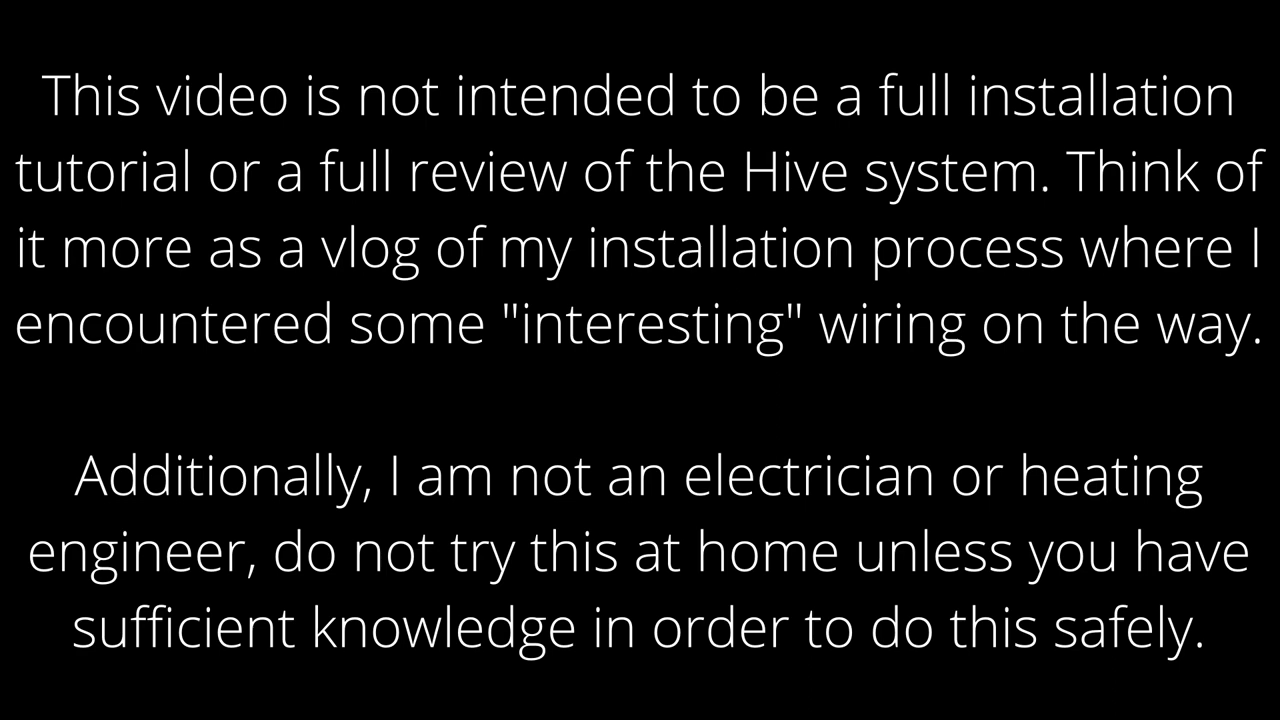 This video is not intended to be a full installation
tutorial or a full review of the Hive system. Think of
it more as a vlog of my installation process where I
encountered some "interesting" wiring on the way.
Additionally, I am not an electrician or heating
engineer, do not try this at home unless you have
sufficient knowledge in order to do this safely.